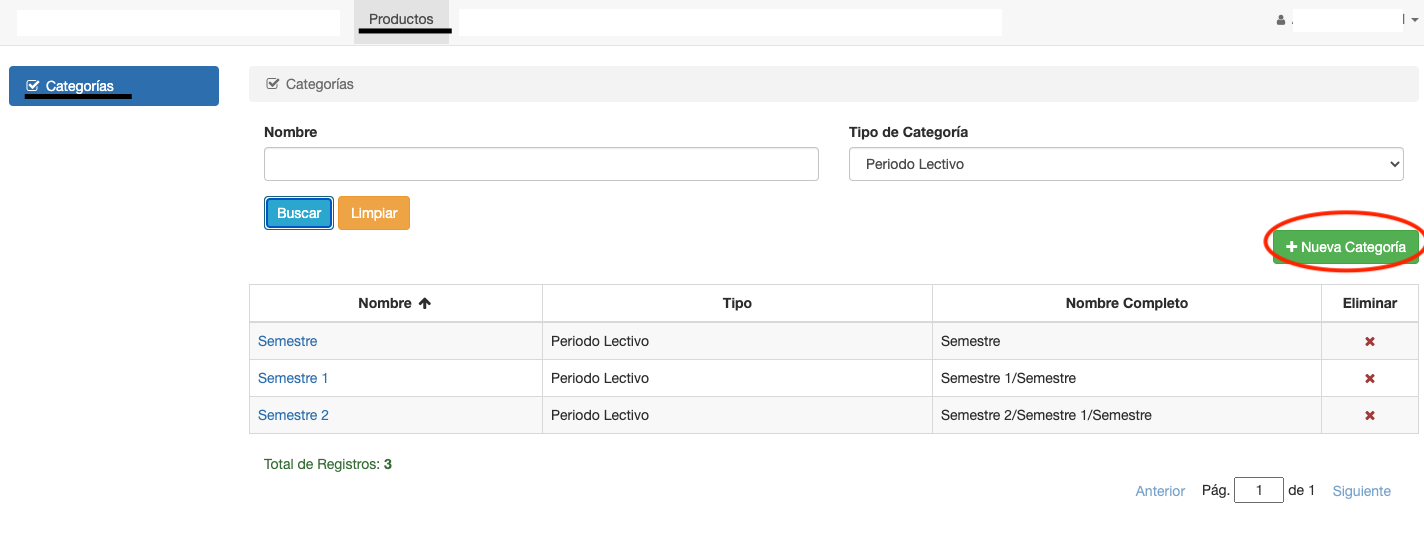 Productos
Categorías
Categorías
Nombre Tipo de Categoría
Periodo Lectivo
Buscar Limpiar
Nueva Categoría
Nombre Tipo Nombre Completo Eliminar
Semestre Periodo Lectivo Semestre
Semestre 1 Periodo Lectivo Semestre 1/Semestre
Semestre 2 Periodo Lectivo Semestre 2/Semestre 1/Semestre
Total de Registros: 3
Anterior Pág. 1 de 1 Siguiente